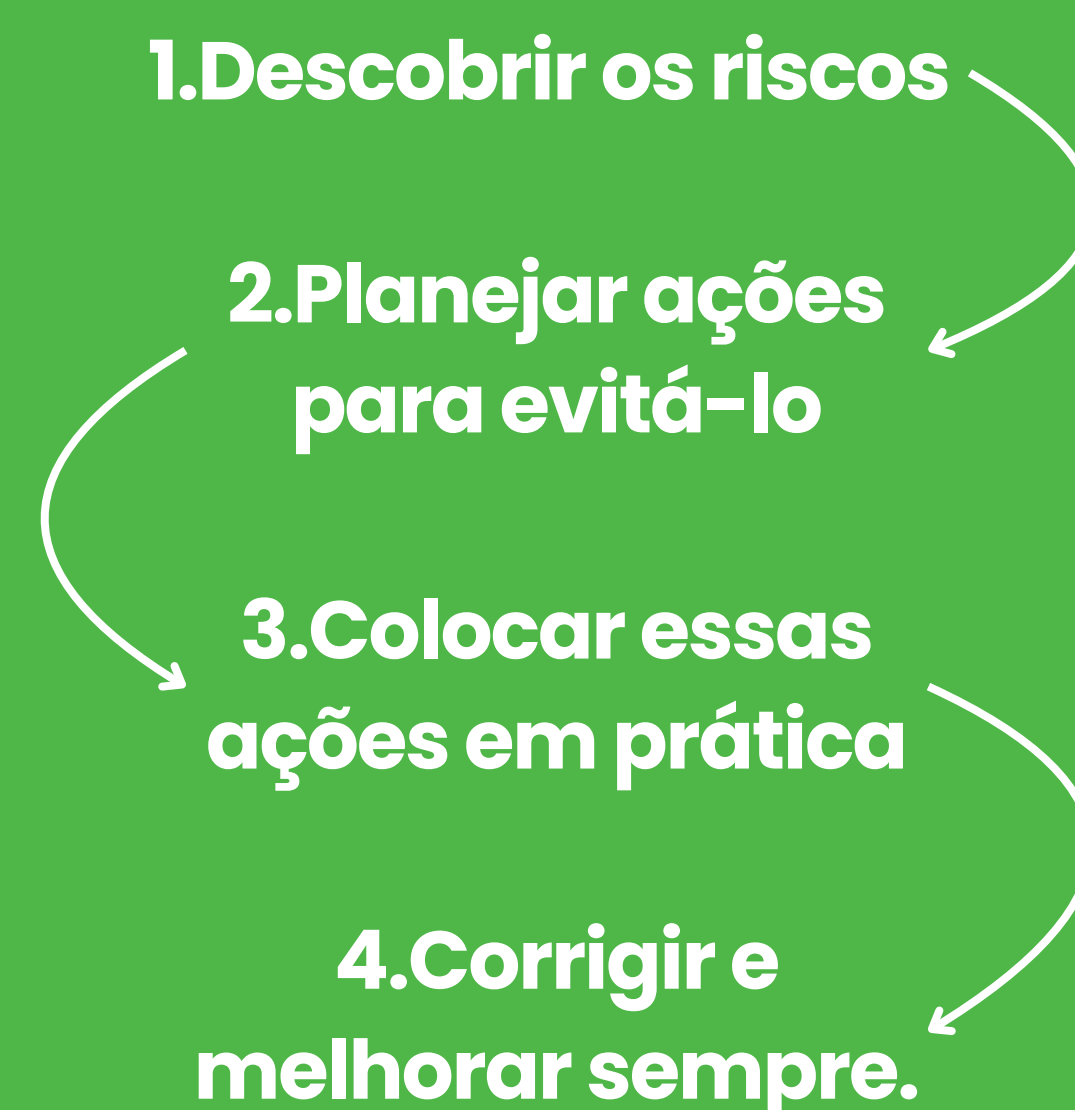 1.Descobrir os riscos
2.Planejar ações
para evitá-lo
3.Colocar essas
ações em prática
4.Corrigir e
melhorar sempre.